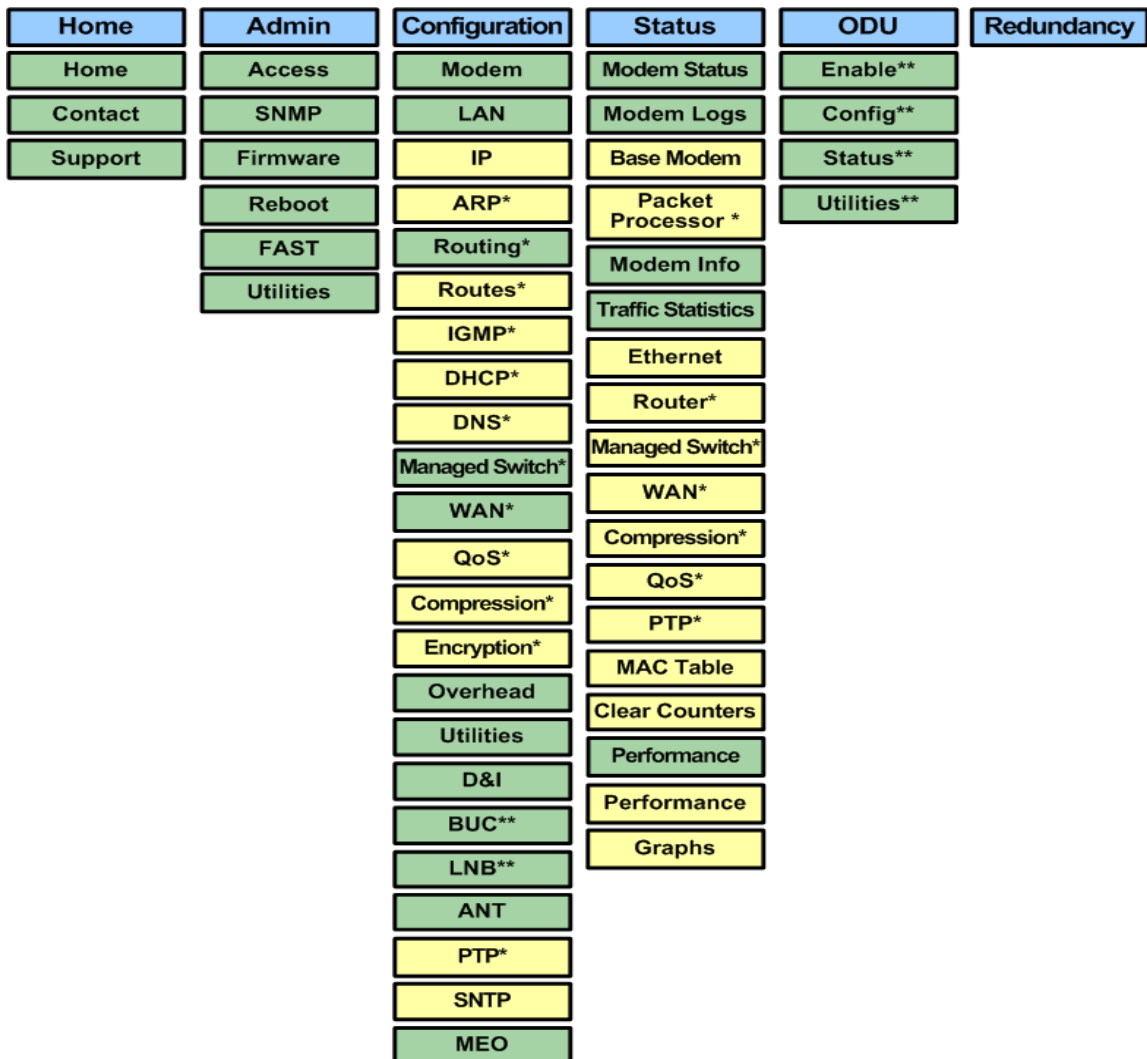 Home
Home
Contact
Support
Admin
Access
SNMP
Firmware
Reboot
FAST
Utilities
Configuration
Modem
LAN
IP
ARP*
Routing*
Routes*
IGMP*
DHCP*
DNS*
Managed Switch*
WAN*
QoS*
Compression*
Encryption*
Overhead
Utilities
D&I
BUC**
LNB**
ANT
PTP*
SNTP
MEO
Status
Modem Status
Modem Logs
Base Modem
Packet
Processor *
Modem Info
Traffic Statistics
Ethernet
Router*
Managed Switch*
WAN*
Compression*
QoS*
PTP*
MAC Table
Clear Counters
Performance
Performance
Graphs
ODU
Enable**
Config**
Status**
Utilities**
Redundancy